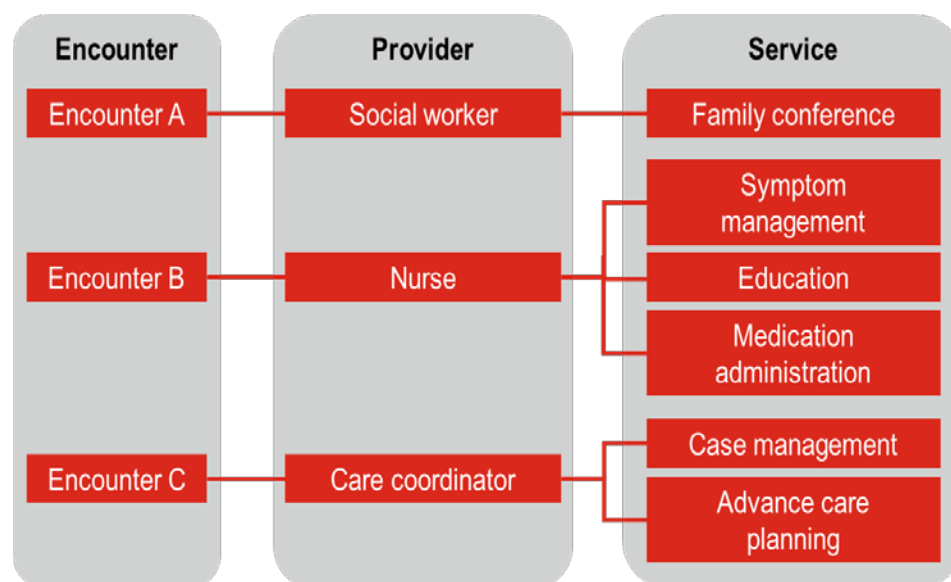 Encounter
Provider
Service
Encounter A
Social worker
Family conference
Encounter B
Nurse
Symptom
management
Education
Medication
administration
Encounter C
Care coordinator
Case management
Advance care
planning